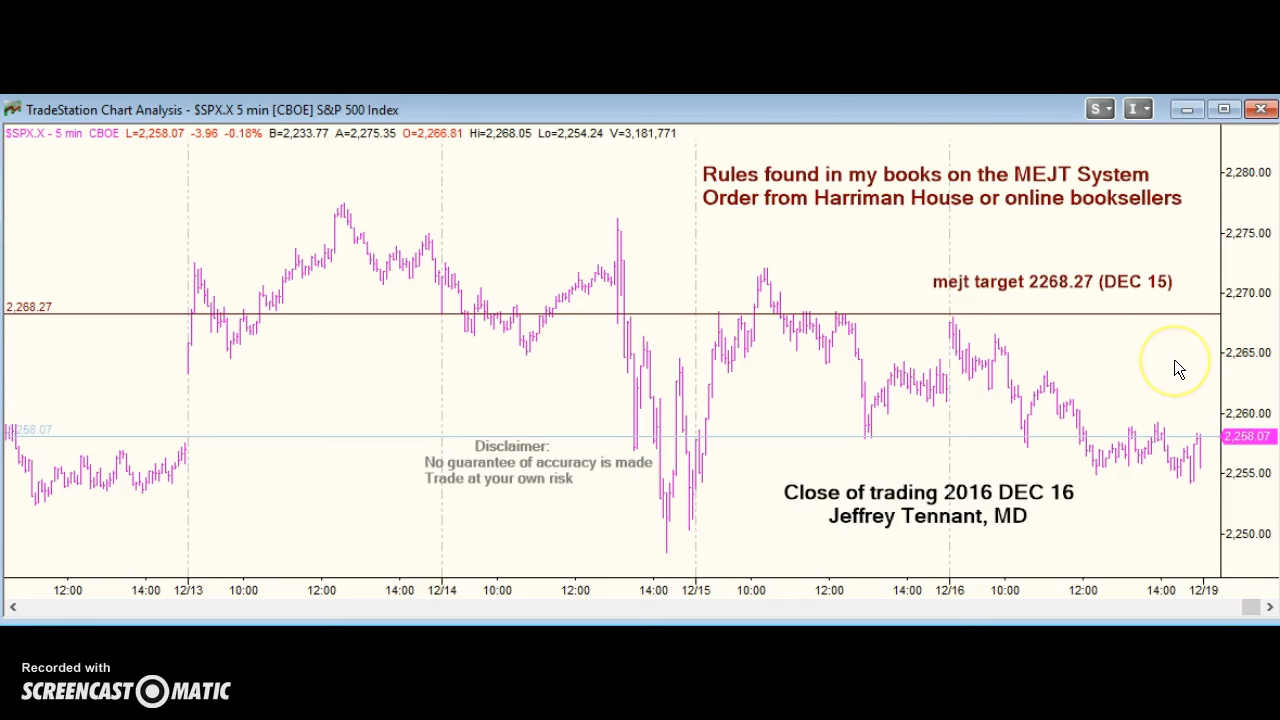 TradeStation Chart Analysis - $SPX.X 5 min [CBOE] S&P 500 Index
S
I
$SPX.X - 5 min CBOE L=2,258.07 -3.96 -0.18% B=2,233.77 A=2,275.35 O=2,266.81 Hi=2,268.05 Lo=2,254.24 V=3,181,771
Rules found in my books on the MEJT System
Order from Harriman House or online booksellers
2,280.00
2,275.00
mejt target 2268.27 (DEC 15)
2,270.00
2,268.27
2,265.00
2,260.00
258.07
2,258.07
Disclaimer:
No guarantee of accuracy is made
Trade at your own risk
2,255.00
Close of trading 2016 DEC 16
Jeffrey Tennant, MD
2,250.00
12:00 14:00 12/13 10:00 12:00 14:00 12/14 10:00 12:00 14:00 12/15 10:00 12:00 14:00 12/16 10:00 12:00 14:00 12/19
Recorded with
SCREENCAST MATIC